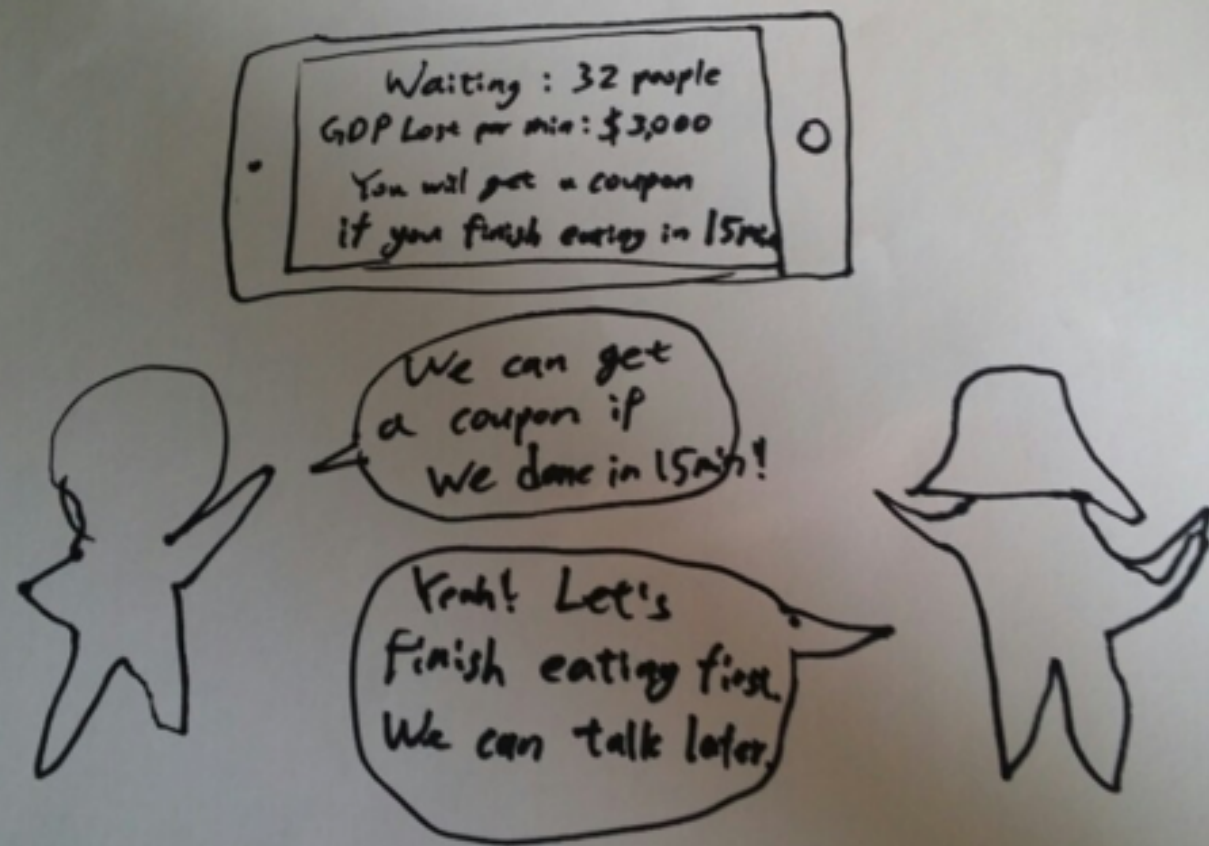 Waiting : 32 people
GDP Lost per min : $3,000
You will get a coupon
if you finish eating in 15
We can get
a coupon if
we done in 15min!
Yeah! Let's
finish eating first.
We can talk later.